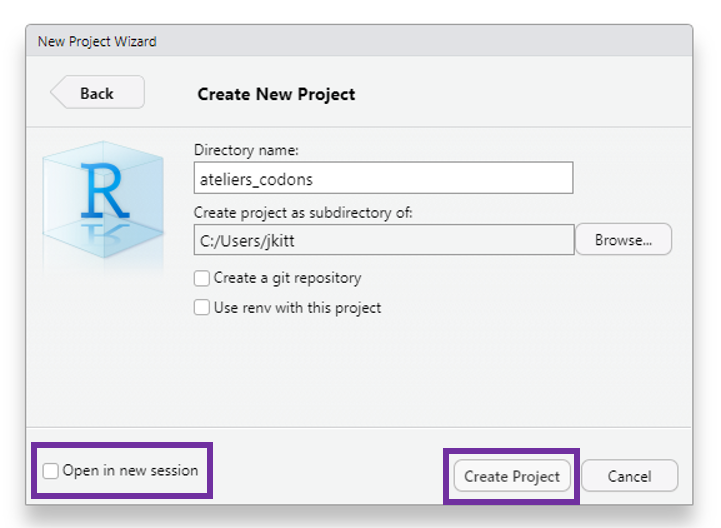 New Project Wizard
Back
Create New Project
R
Directory name:
ateliers_codons
Create project as subdirectory of:
C:/Users/jkitt
Browse...
Create a git repository
Use renv with this project
Open in new session
Create Project
Cancel